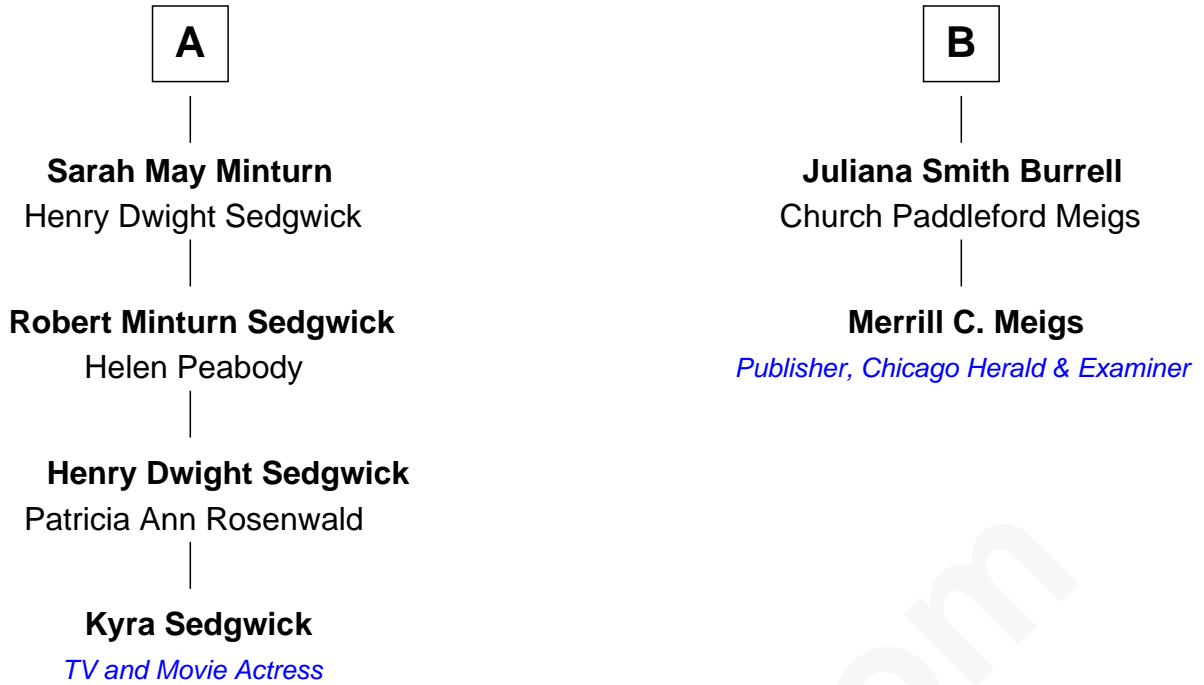 A
Sarah May Minturn
Henry Dwight Sedgwick
Robert Minturn Sedgwick
Helen Peabody
Henry Dwight Sedgwick
Patricia Ann Rosenwald
Kyra Sedgwick
TV and Movie Actress
B
Juliana Smith Burrell
Church Paddleford Meigs
Merrill C. Meigs
Publisher, Chicago Herald & Examiner
om